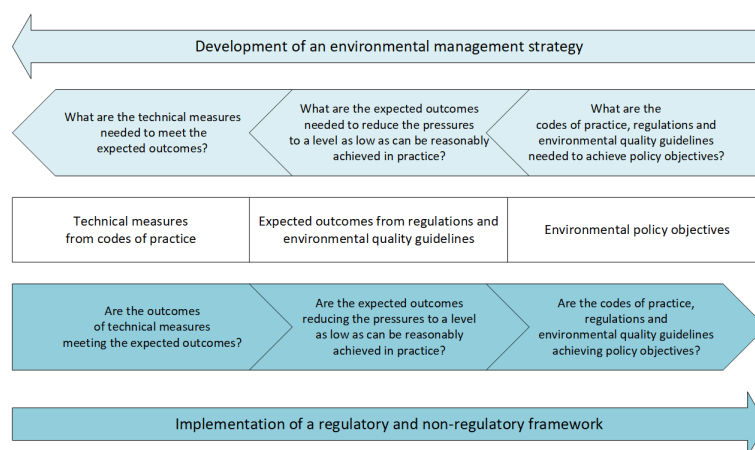 Development of an environmental management strategy
What are the technical measures
needed to meet the
expected outcomes?
What are the expected outcomes
needed to reduce the pressures
to a level as low as can be reasonably
achieved in practice?
What are the
codes of practice, regulations and
environmental quality guidelines
needed to achieve policy objectives?
Technical measures
from codes of practice
Expected outcomes from regulations and
environmental quality guidelines
Environmental policy objectives
Are the outcomes
of technical measures
meeting the expected outcomes?
Are the expected outcomes
reducing the pressures to a level
as low as can be reasonably
achieved in practice?
Are the codes of practice,
regulations and
environmental quality guidelines
achieving policy objectives?
Implementation of a regulatory and non-regulatory framework